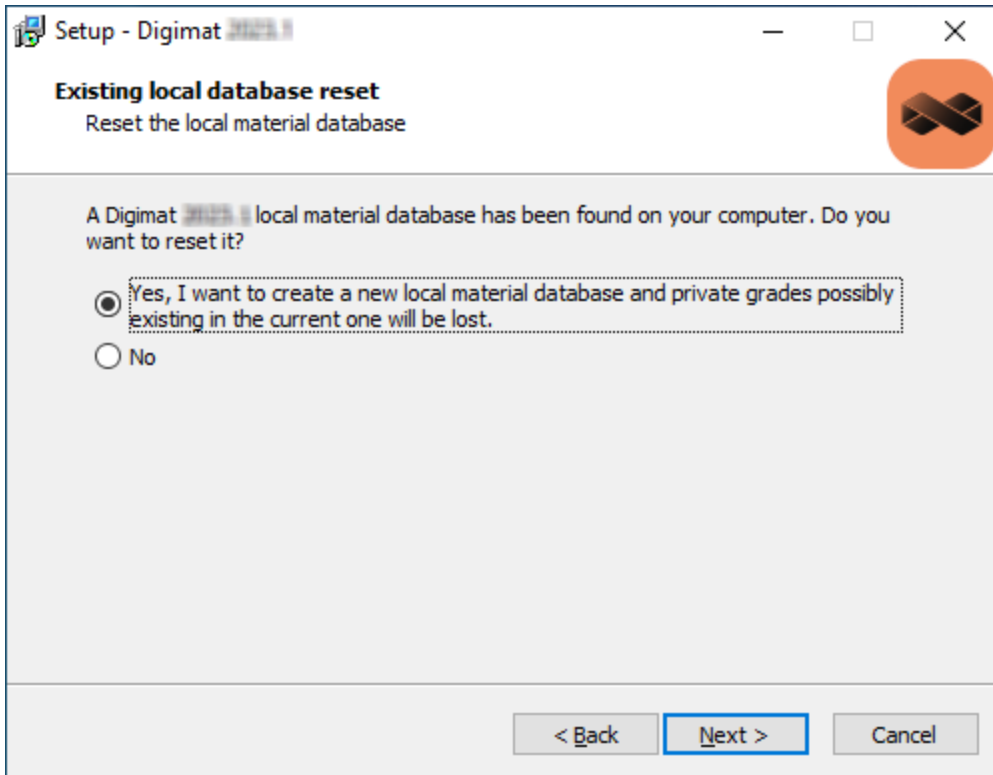 Setup - Digimat
Existing local database reset
Reset the local material database
A Digimat local material database has been found on your computer. Do you
want to reset it?
Yes, I want to create a new local material database and private grades possibly
existing in the current one will be lost.
No
< Back
Next >
Cancel